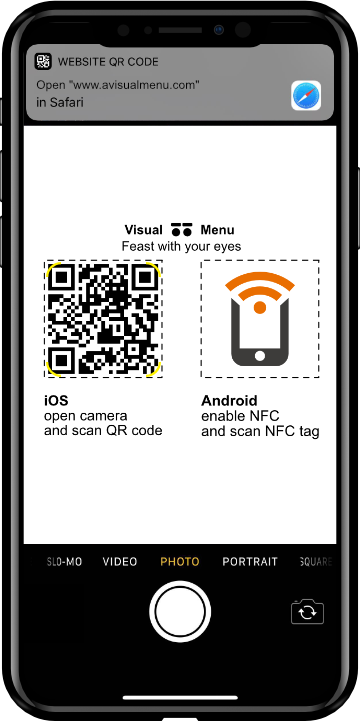 WEBSITE QR CODE
Open "www.avisualmenu.com"
in Safari
Visual Menu
Feast with your eyes
iOS
open camera
and scan QR code
Android
enable NFC
and scan NFC tag
SLO-MO VIDEO PHOTO PORTRAIT SQUARE